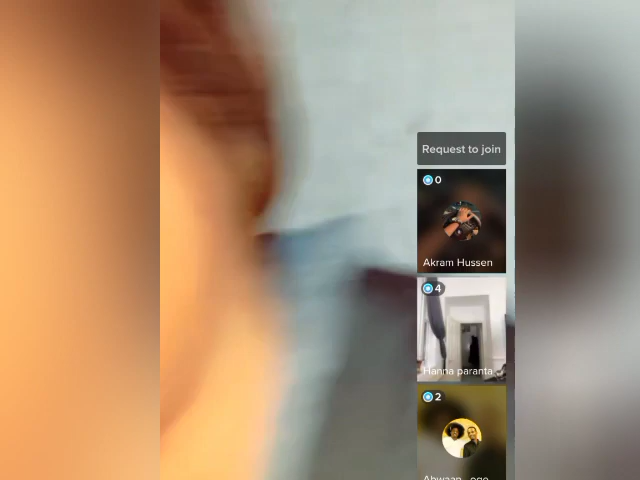 Request to join
0
Akram Hussen
4
Hanna paranta
2